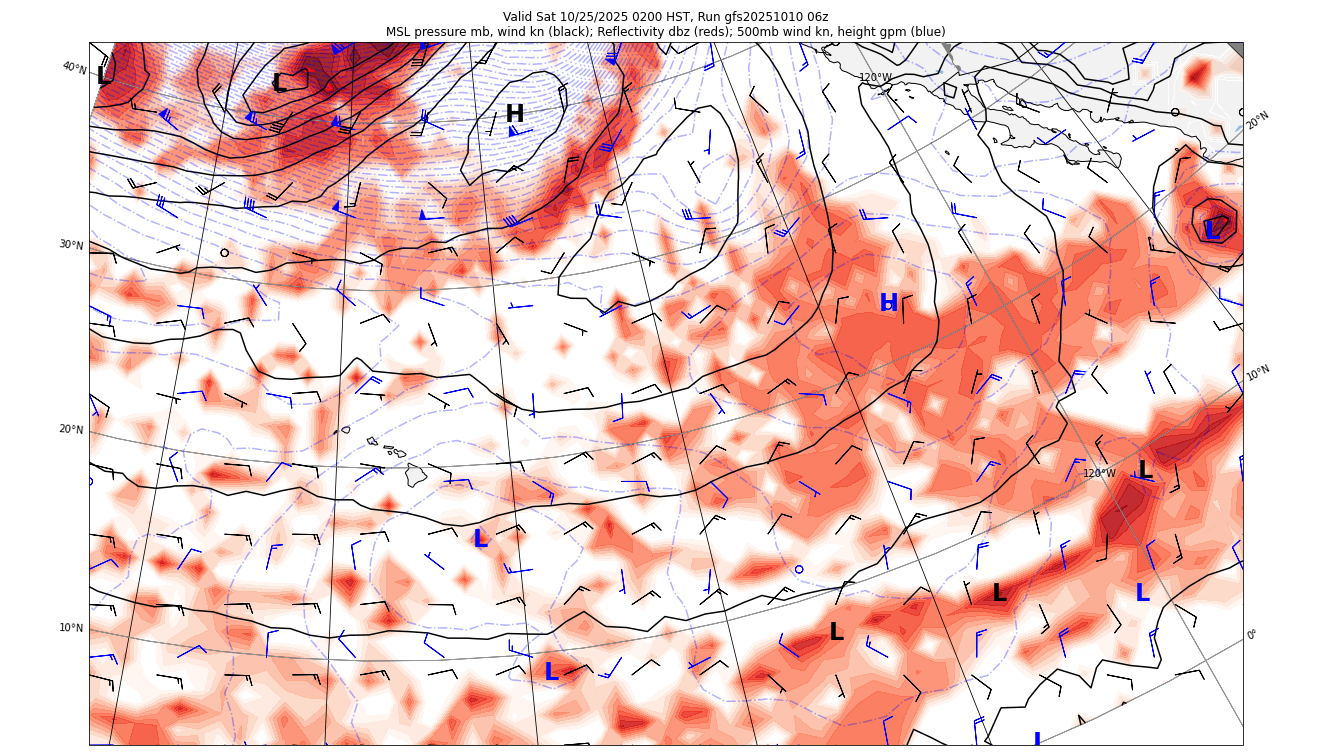 Valid Sat 10/25/2025 0200 HST, Run gfs20251010 06z
MSL pressure mb, wind kn (black); Reflectivity dbz (reds); 500mb wind kn, height gpm (blue)
40°N
L
L
H
120°W
20°N
L
30°N
H
10°N
20°N
L
120°W
L
L
L
10°N
L
0°
L
L